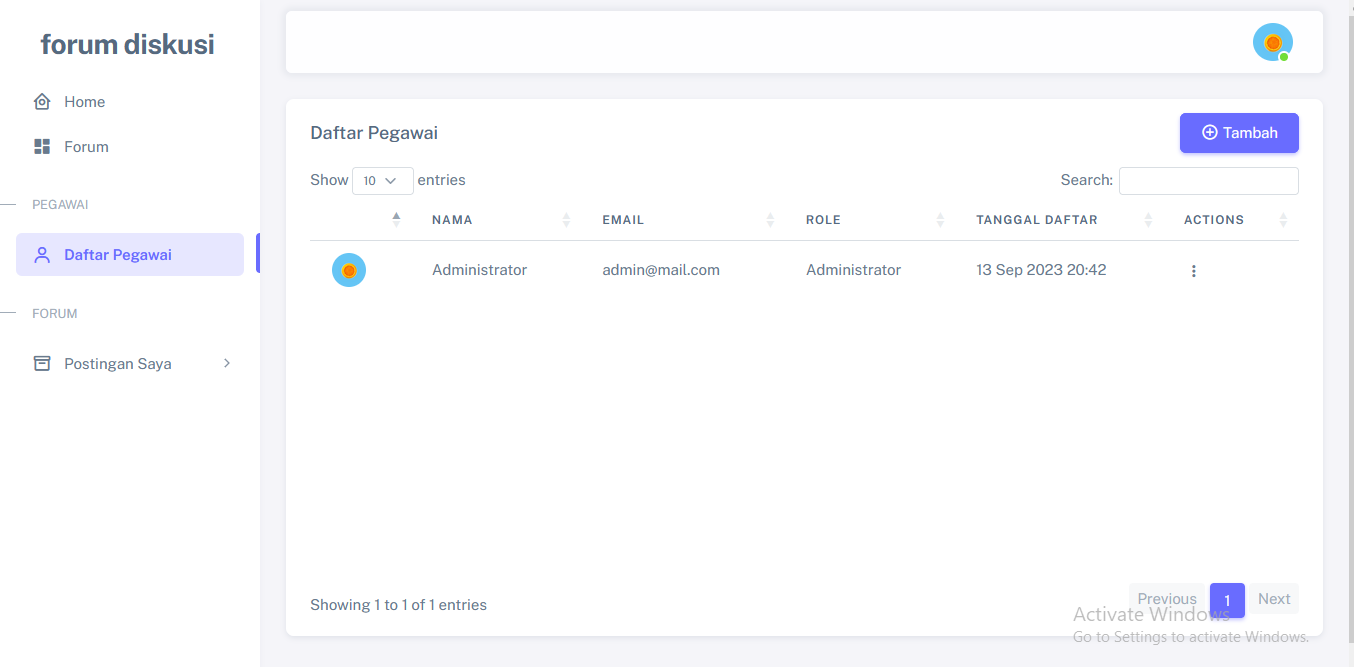 forum diskusi
Home
Forum
PEGAWAI
Daftar Pegawai
FORUM
Postingan Saya
Daftar Pegawai
Tambah
Show 10 entries
Search:
NAMA EMAIL ROLE TANGGAL DAFTAR ACTIONS
Administrator admin@mail.com Administrator 13 Sep 2023 20:42
Showing 1 to 1 of 1 entries
Previous 1 Next
Activate Windows
Go to Settings to activate Windows.